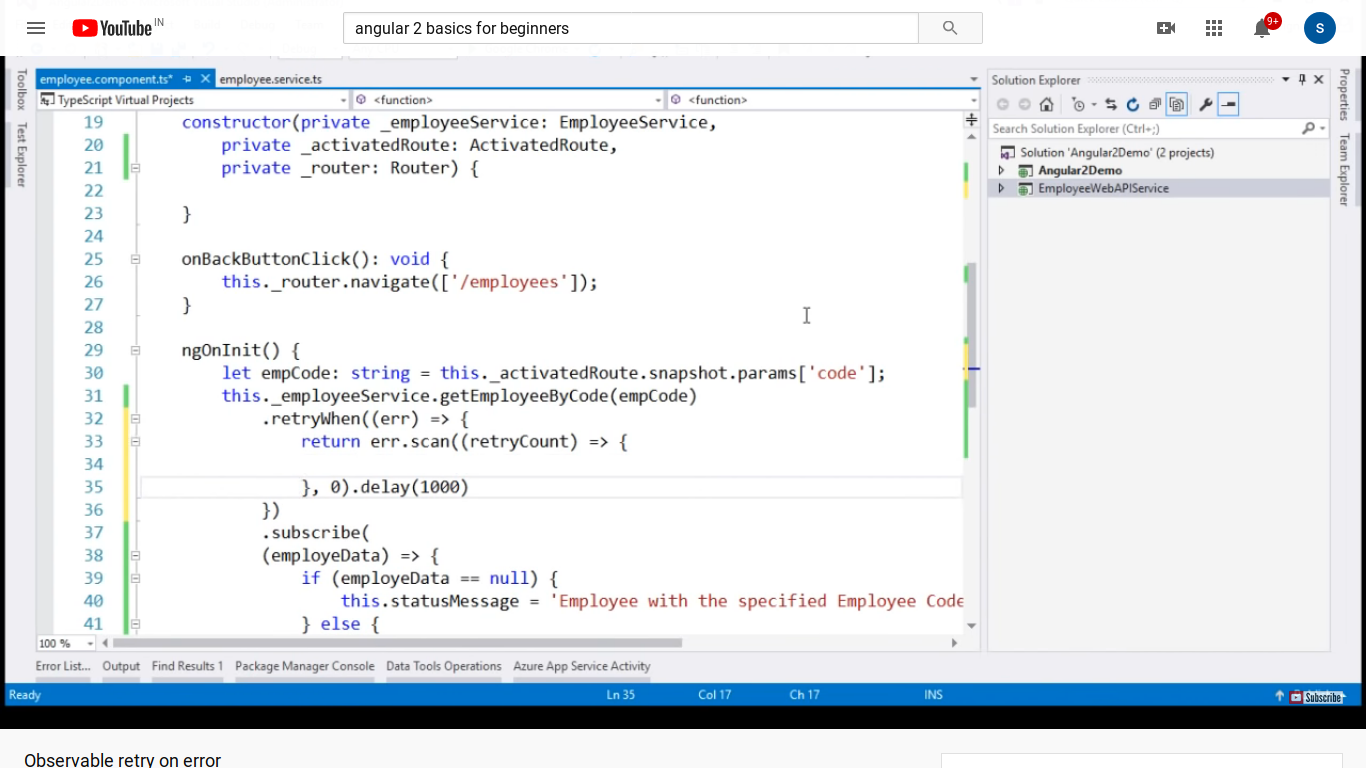 YouTube IN
angular 2 basics for beginners
9+
S
Toolbox
Test Explorer
employee.component.ts*
employee.service.ts
TypeScript Virtual Projects
<function>
<function>
19 constructor(private _employeeService: EmployeeService,
20 private _activatedRoute: ActivatedRoute,
21 private _router: Router) {
22
23 }
24
25 onBackButtonClick(): void {
26 this._router.navigate(['/employees']);
27 }
28
29 ngOnInit() {
30 let empCode: string = this._activatedRoute.snapshot.params['code'];
31 this._employeeService.getEmployeeByCode(empCode)
32 .retryWhen((err) => {
33 return err.scan((retryCount) => {
34
35 }, 0).delay(1000)
36 })
37 .subscribe(
38 (employeData) => {
39 if (employeData == null) {
40 this.statusMessage = 'Employee with the specified Employee Code
41 } else {
100 %
Solution Explorer
Search Solution Explorer (Ctrl+;)
Solution 'Angular2Demo' (2 projects)
Angular2Demo
EmployeeWebAPIService
Properties
Team Explorer
Error List... Output Find Results 1 Package Manager Console Data Tools Operations Azure App Service Activity
Ready Ln 35 Col 17 Ch 17 INS
Subscribe
Observable retry on error